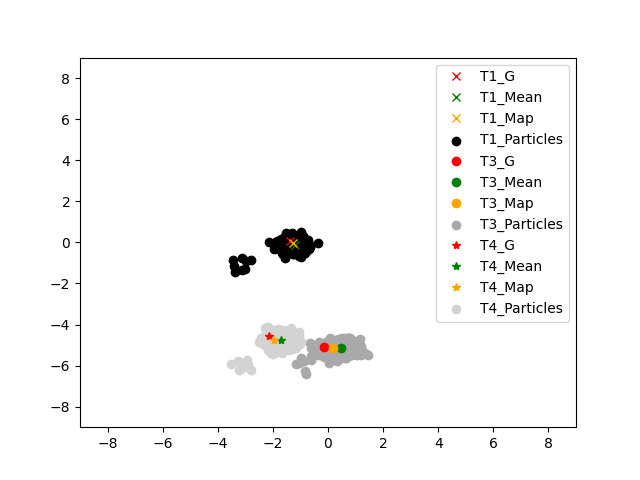 8
6
4
2
0
−2
−4
−6
−8
−8 −6 −4 −2 0 2 4 6 8
T1_G
T1_Mean
T1_Map
T1_Particles
T3_G
T3_Mean
T3_Map
T3_Particles
T4_G
T4_Mean
T4_Map
T4_Particles